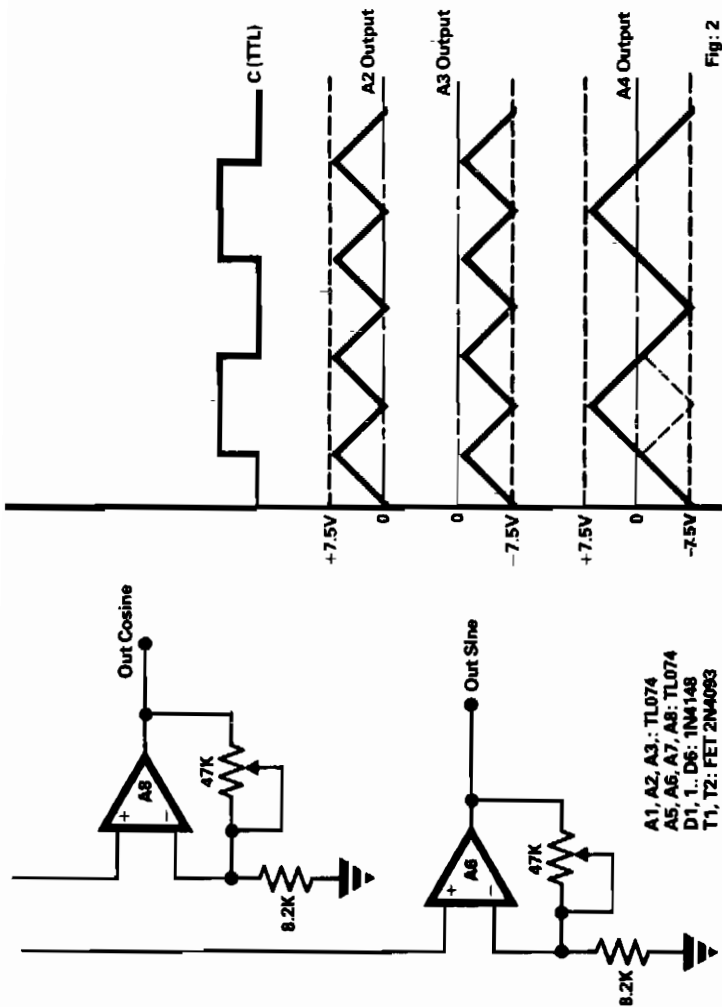 C (TTL)
+7.5V
0
A2 Output
0
-7.5V
A3 Output
+7.5V
0
-7.5V
A4 Output
Fig: 2
+
A8
-
47K
8.2K
Out Cosine
+
A6
-
47K
8.2K
Out Sine
A1, A2, A3,: TL074
A5, A6, A7, A8: TL074
D1, 1.. D6: 1N4148
T1, T2: FET 2N4093